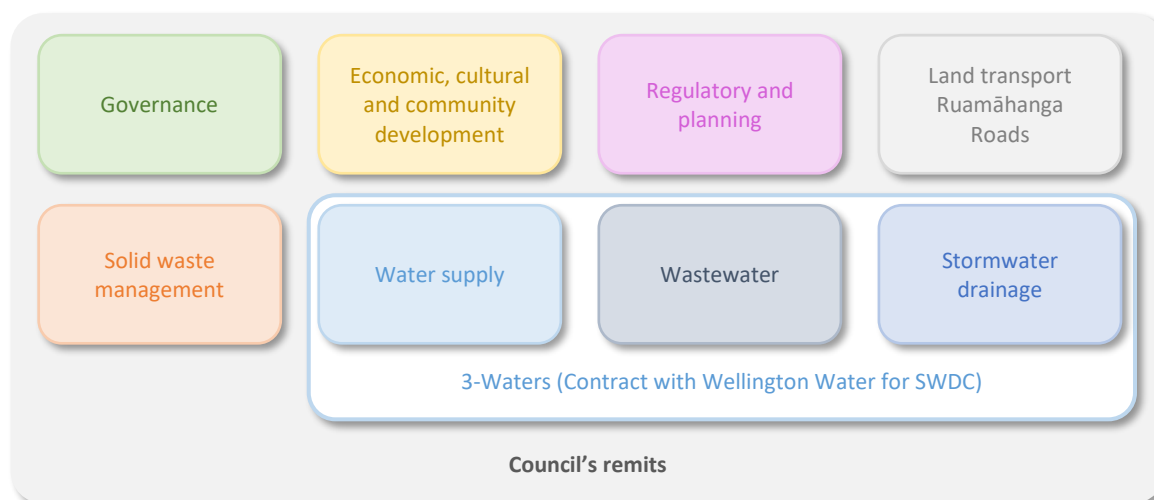 Governance
Economic, cultural
and community
development
Regulatory and
planning
Land transport
Ruamāhanga
Roads
Solid waste
management
Water supply
Wastewater
Stormwater
drainage
3-Waters (Contract with Wellington Water for SWDC)
Council’s remits